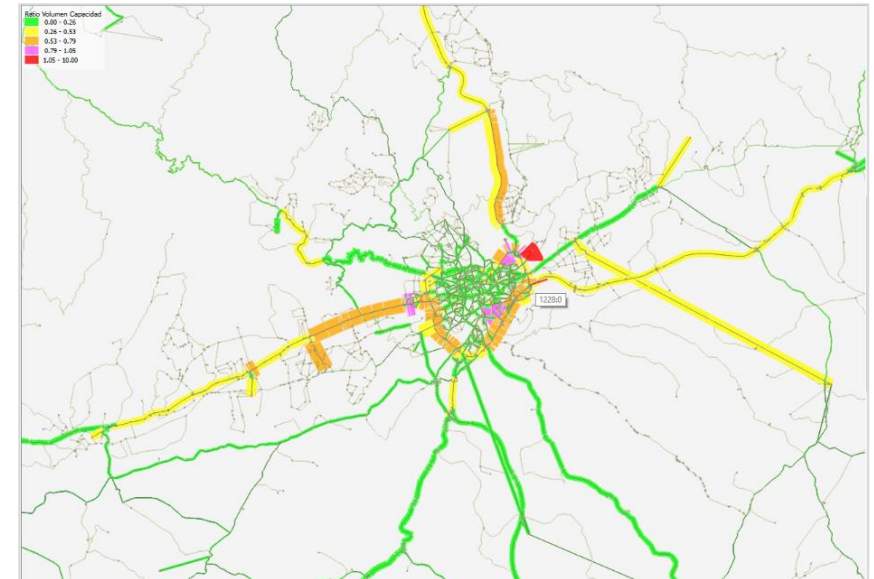 Ratio Volumen Capacidad
0.00 - 0.26
0.26 - 0.53
0.53 - 0.79
0.79 - 1.05
1.05 - 10.00
1228:0